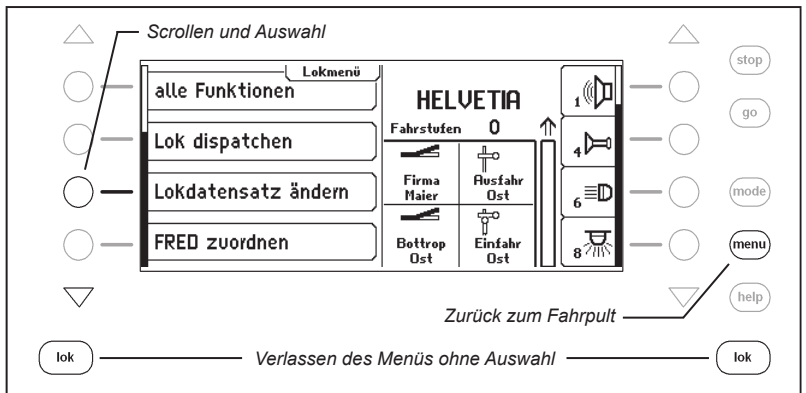 Scrollen und Auswahl
stop
Lokmenü
alle Funktionen
HELVETIA
1
go
Fahrstufen 0
Lok dispatchen
4
Firma Maier
Ausfahr Ost
Lokdatensatz ändern
6
mode
FRED zuordnen
Bottrop Ost
Einfahr Ost
8
menu
help
Zurück zum Fahrpult
lok
Verlassen des Menüs ohne Auswahl
lok